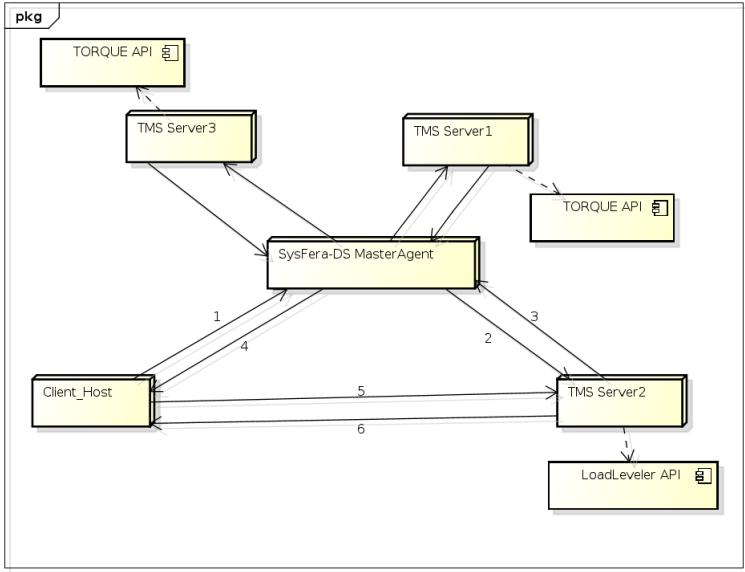 pkg
TORQUE API
TMS Server3
TMS Server1
TORQUE API
SysFera-DS MasterAgent
1
3
2
4
Client_Host
5
TMS Server2
6
LoadLeveler API